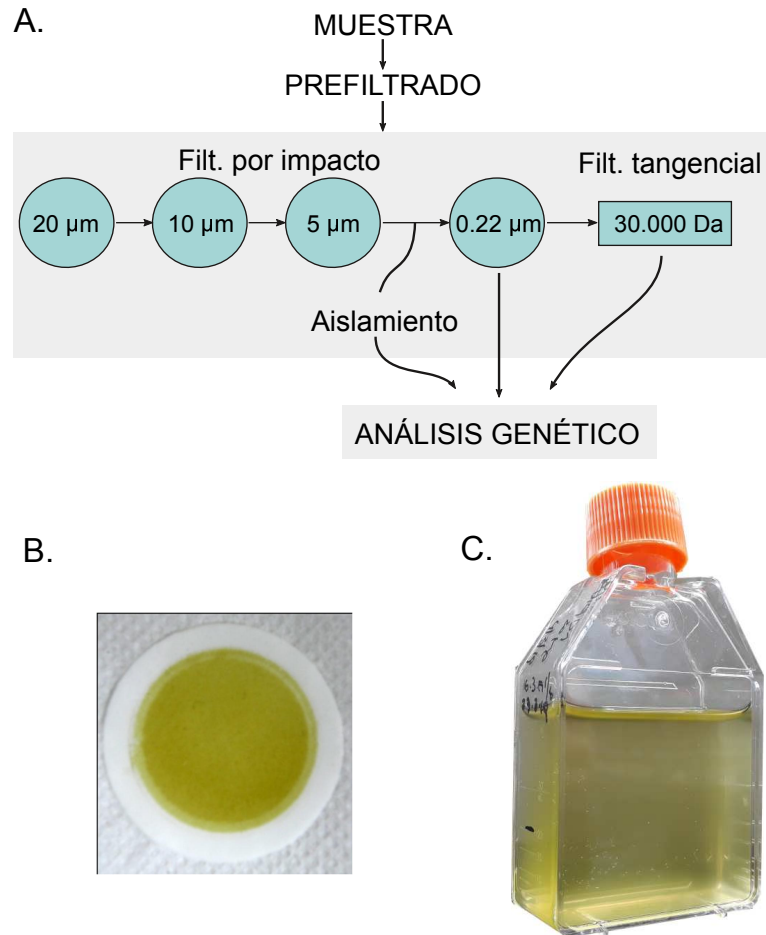 A.
MUESTRA
PREFILTRADO
Filt. por impacto
Filt. tangencial
20 µm
10 µm
5 µm
0.22 µm
30.000 Da
Aislamiento
ANÁLISIS GENÉTICO
B.
C.